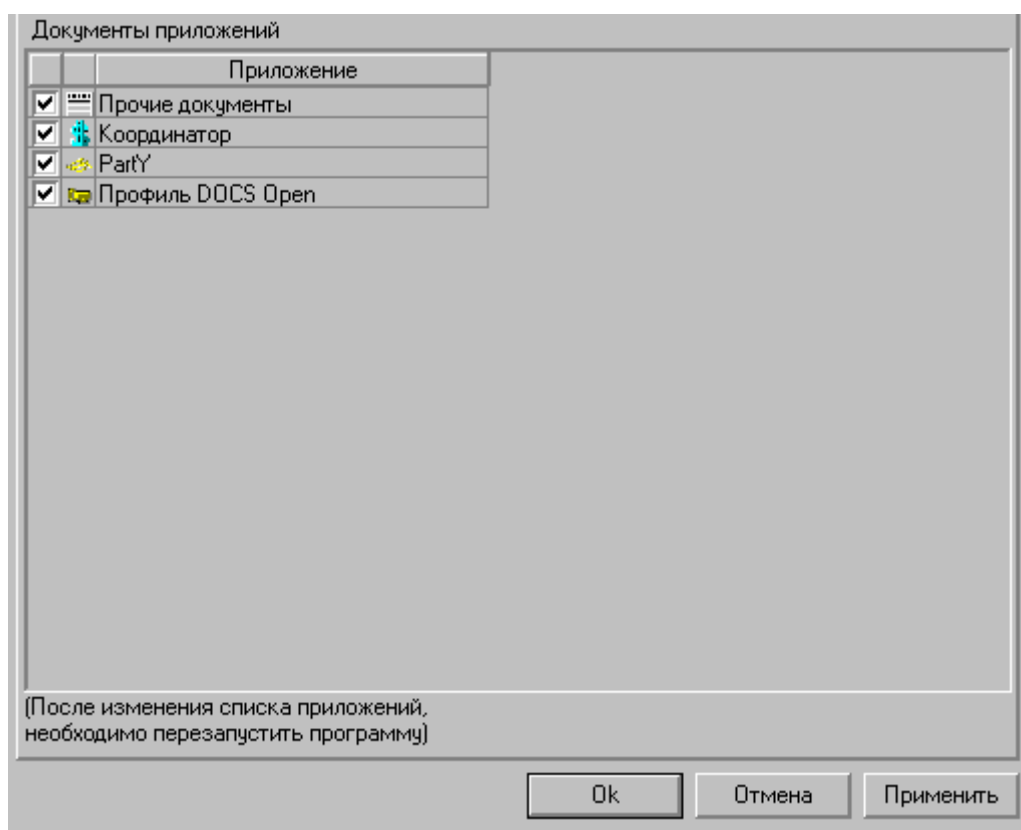 Документы приложений
Приложение
Прочие документы
Координатор
PartY
Профиль DOCS Open
(После изменения списка приложений,
необходимо перезапустить программу)
Ok Отмена Применить